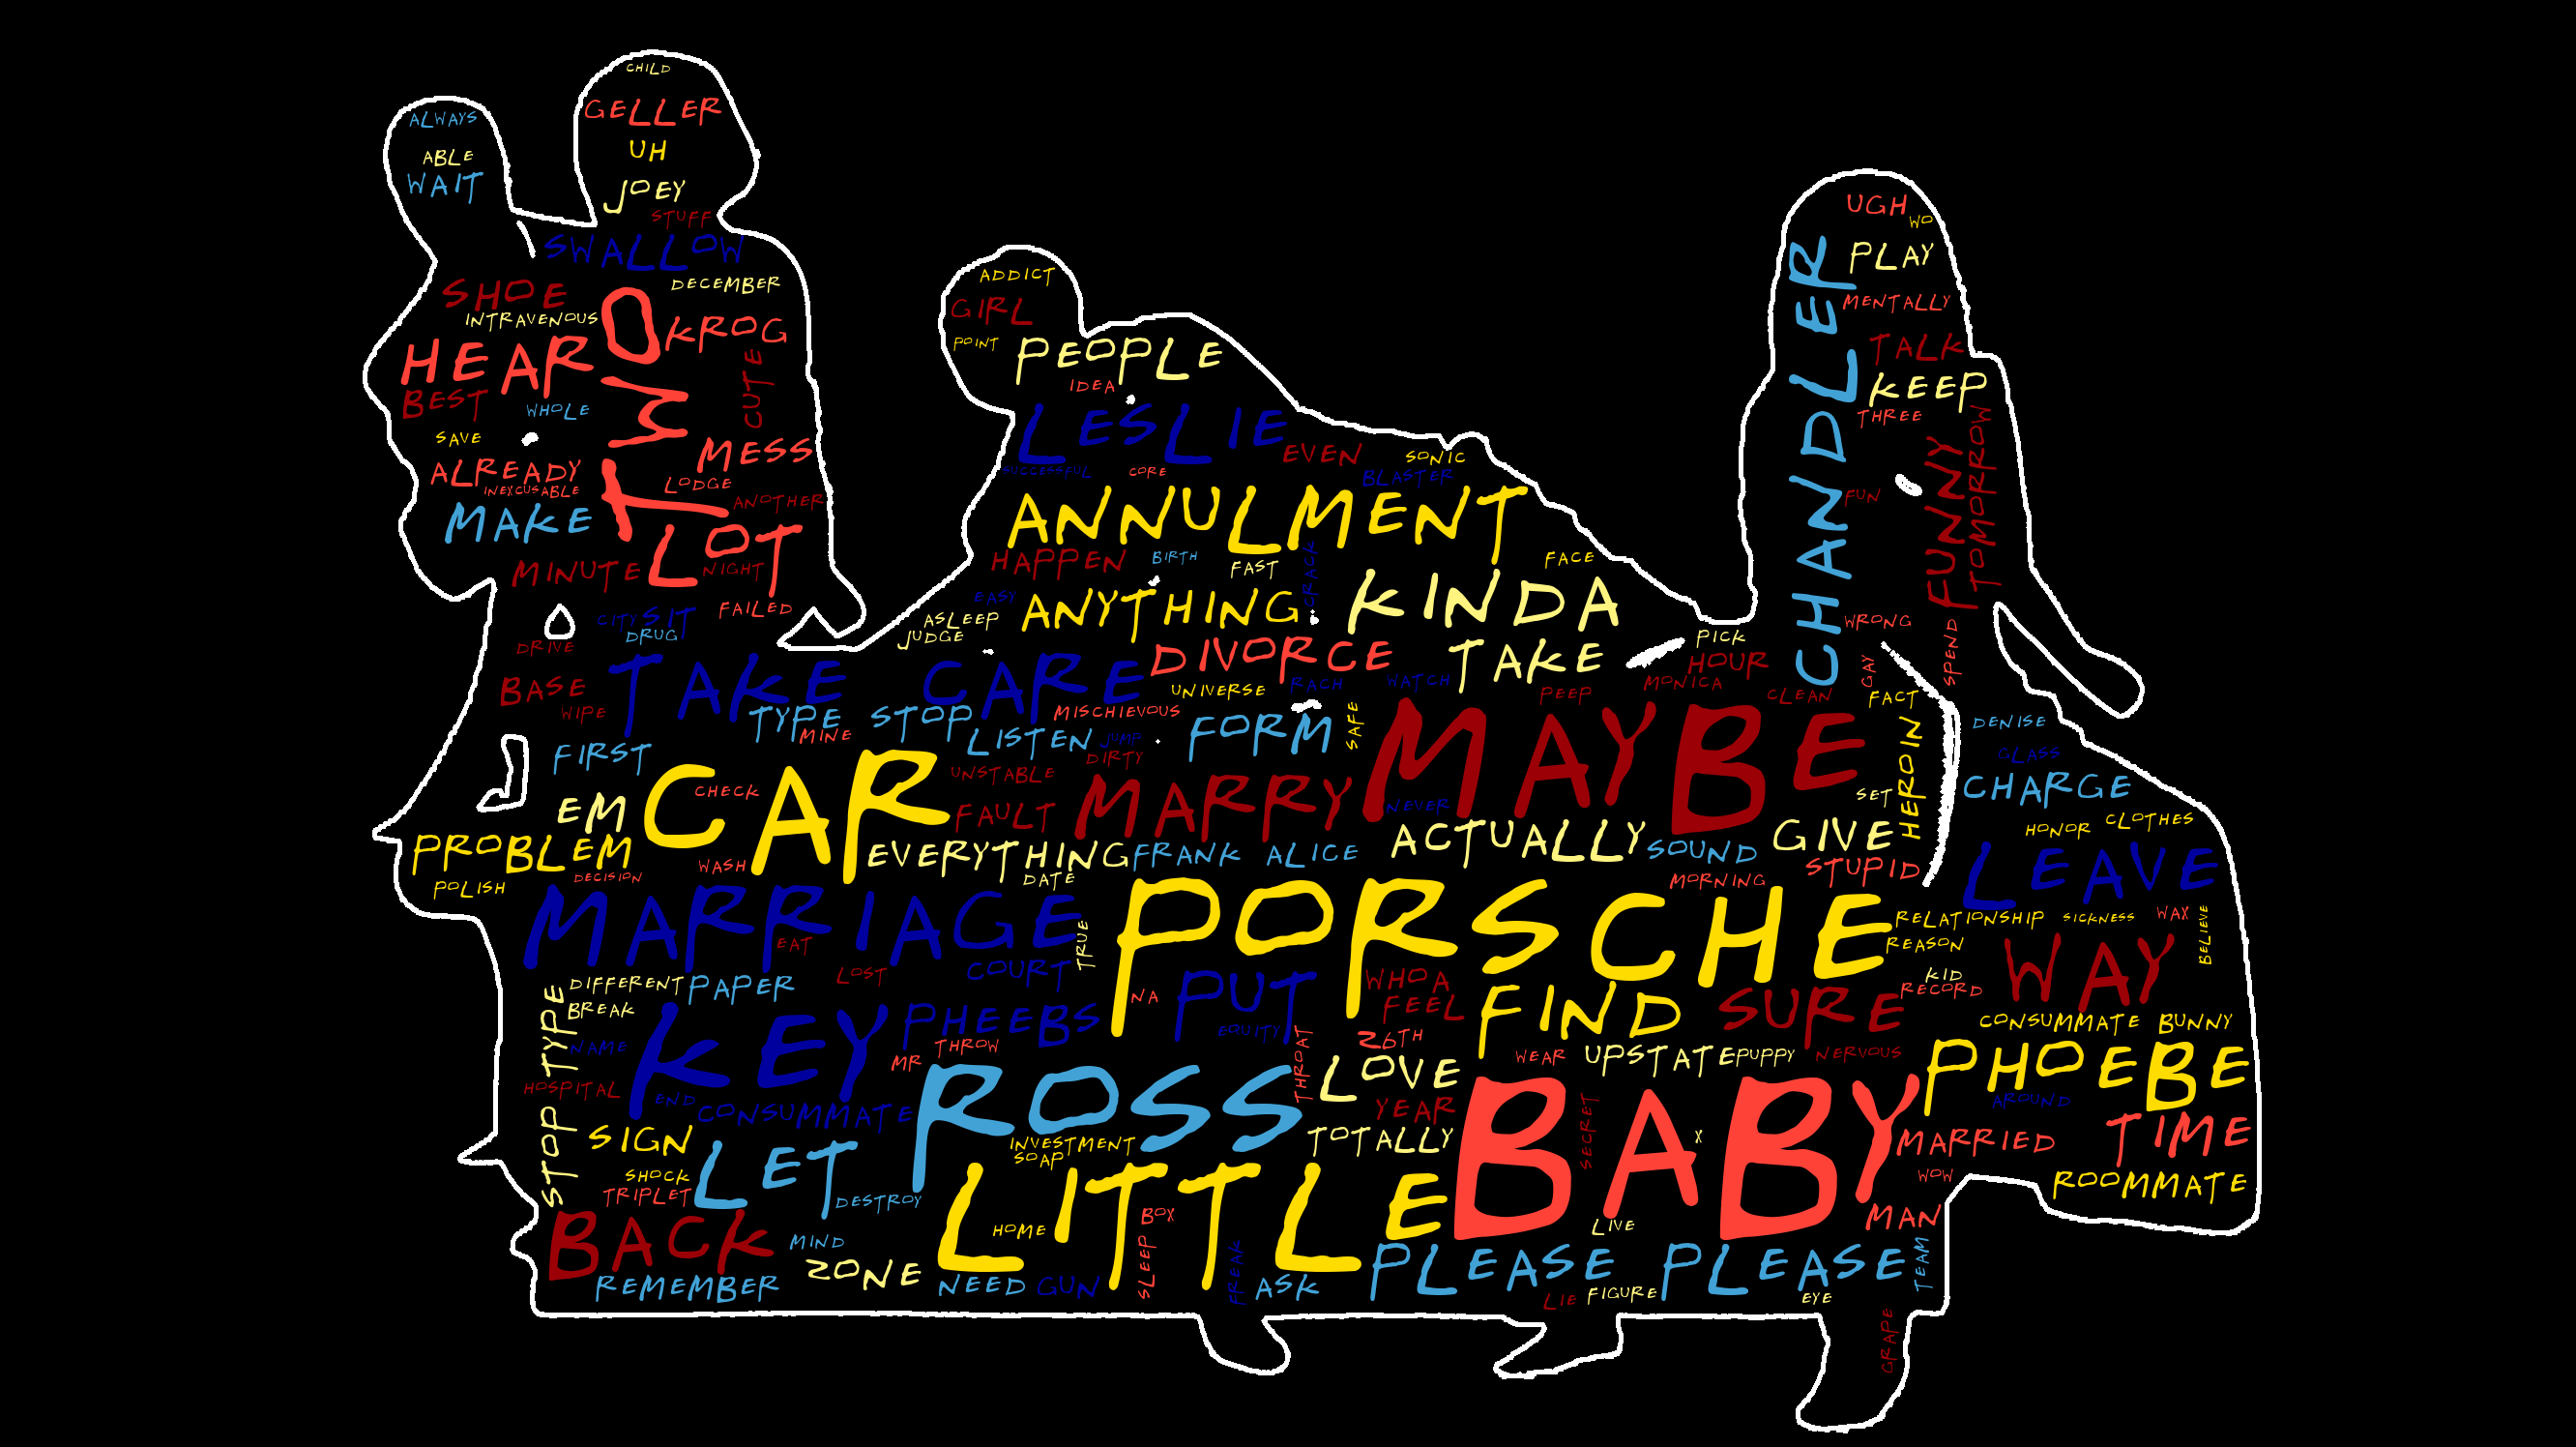 CHILD
GELLER
ALWAYS
UH
ABLE
WAIT
JOEY
STUFF
SWALLOW
UGH
WO
PLAY
ADDICT
DECEMBER
SHOE
GIRL
MENTALLY
INTRAVENOUS
KROG
TWO
HEAR
POINT
PEOPLE
TALK
CUTE
IDEA
KEEP
BEST
WHOLE
THREE
CHANDLER
LESLIE
SAVE
MESS
EVEN
SONIC
TOMORROW
FUNNY
ALREADY
SUCCESSFUL
CORE
BLASTER
LODGE
INEXCUSABLE
ANOTHER
FUN
MAKE
ANNULMENT
LOT
HAPPEN
BIRTH
FACE
MINUTE
NIGHT
FAST
CRACK
EASY
ANYTHING
KINDA
FAILED
CITY
SIT
DRUG
ASLEEP
JUDGE
WRONG
PICK
DRIVE
DIVORCE
TAKE
HOUR
SPEND
GAY
BASE
TAKE CARE
UNIVERSE
RACH
WATCH
MONICA
PEEP
CLEAN
FACT
WIPE
TYPE
STOP
MISCHIEVOUS
FORM
SAFE
MAYBE
DENISE
MINE
LISTEN
JUMP
FIRST
DIRTY
GLASS
CAR
CHECK
UNSTABLE
MARRY
HEROIN
CHARGE
EM
FAULT
NEVER
SET
PROBLEM
EVERYTHING
FRANK ALICE
ACTUALLY
SOUND
GIVE
HONOR
CLOTHES
WASH
STUPID
LEAVE
POLISH
DECISION
DATE
MORNING
MARRIAGE
PORSCHE
RELATIONSHIP
SICKNESS
WAX
BELIEVE
EAT
TRUE
REASON
LOST
COURT
WAY
DIFFERENT
PAPER
NA
PUT
WHOA
KID
RECORD
BREAK
FEEL
FIND
SURE
KEY
PHEEBS
EQUITY
CONSUMMATE
BUNNY
NAME
THROW
26TH
WEAR
UPSTATE
PUPPY
NERVOUS
MR
THROAT
LOVE
PHOEBE
STOP TYPE
HOSPITAL
END
ROSS
BABY
AROUND
CONSUMMATE
YEAR
SECRET
SIGN
INVESTMENT
TOTALLY
X
MARRIED
TIME
SOAP
LET
SHOCK
LITTLE
WOW
ROOMMATE
TRIPLET
DESTROY
BACK
HOME
BOX
LIVE
MAN
MIND
SLEEP
FREAK
PLEASE PLEASE
TEAM
ZONE
REMEMBER
NEED
GUN
ASK
LIE
FIGURE
EYE
GRAPE